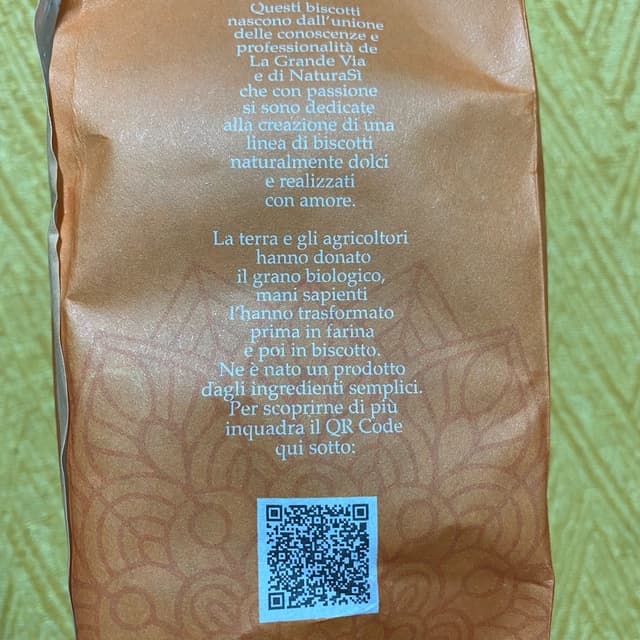 Questi biscotti
nascono dall'unione
delle conoscenze e
professionalità de
La Grande Via
e di NaturaSì
che con passione
si sono dedicate
alla creazione di una
linea di biscotti
naturalmente dolci
e realizzati
con amore.
La terra e gli agricoltori
hanno donato
il grano biologico,
mani sapienti
l'hanno trasformato
prima in farina
e poi in biscotto.
Ne è nato un prodotto
dagli ingredienti semplici.
Per scoprirne di più
inquadra il QR Code
qui sotto: